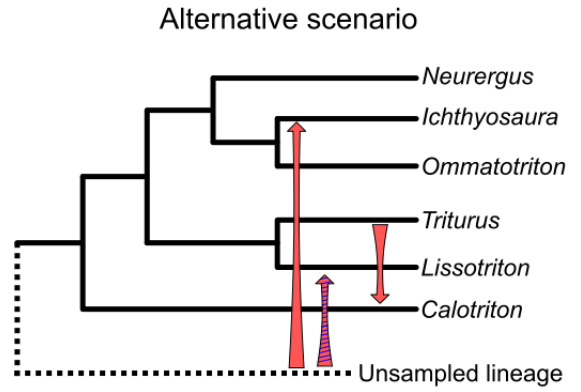 Alternative scenario
Neurergus
Ichthyosaura
Ommatotriton
Triturus
Lissotriton
Calotriton
Unsampled lineage